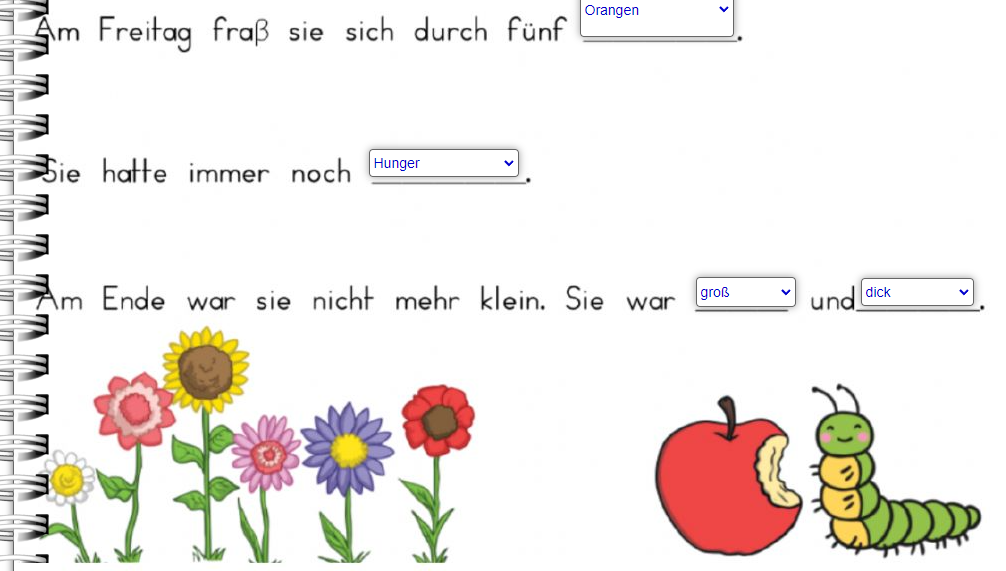 Am Freitag fraß sie sich durch fünf Orangen.
Sie hatte immer noch Hunger.
Am Ende war sie nicht mehr klein. Sie war groß und dick.